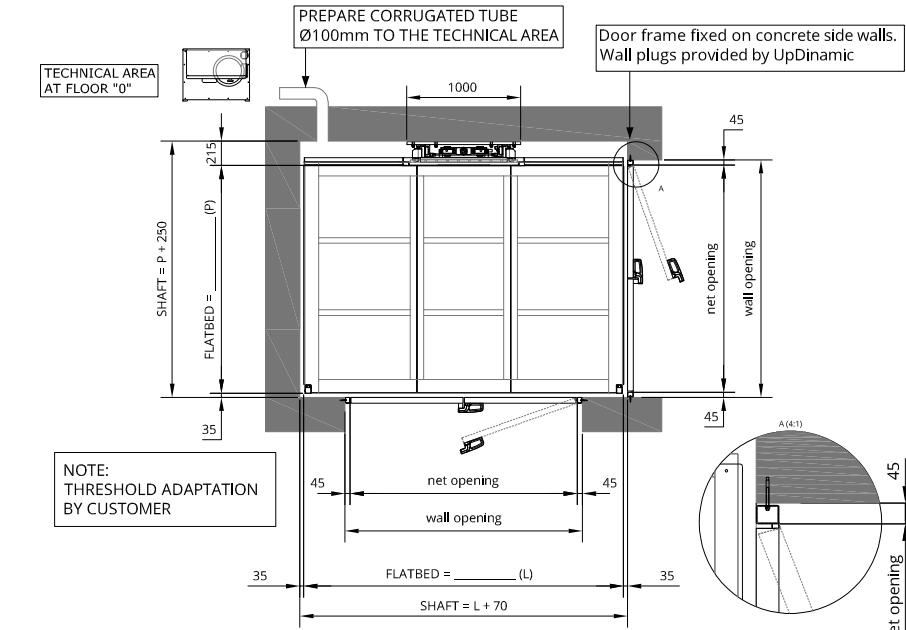 PREPARE CORRUGATED TUBE
Ø100mm TO THE TECHNICAL AREA
Door frame fixed on concrete side walls.
Wall plugs provided by UpDinamic
TECHNICAL AREA
AT FLOOR "0"
1000
45
215
A
SHAFT = P + 250
FLATBED = ______ (P)
net opening
wall opening
35
45
A (4:1)
NOTE:
THRESHOLD ADAPTATION
BY CUSTOMER
45
net opening
45
wall opening
45
net opening
35
FLATBED = ______ (L)
35
SHAFT = L + 70